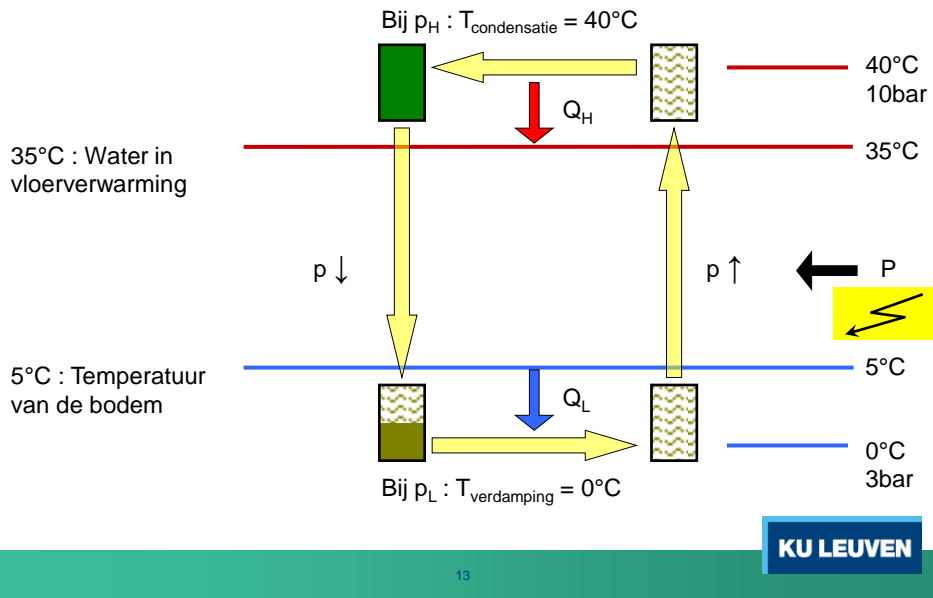 Bij pH : Tcondensatie = 40°C
40°C
10bar
QH
35°C : Water in
vloerverwarming
35°C
p ↓
p ↑
P
5°C : Temperatuur
van de bodem
5°C
QL
0°C
3bar
Bij pL : Tverdamping = 0°C
KU LEUVEN
13